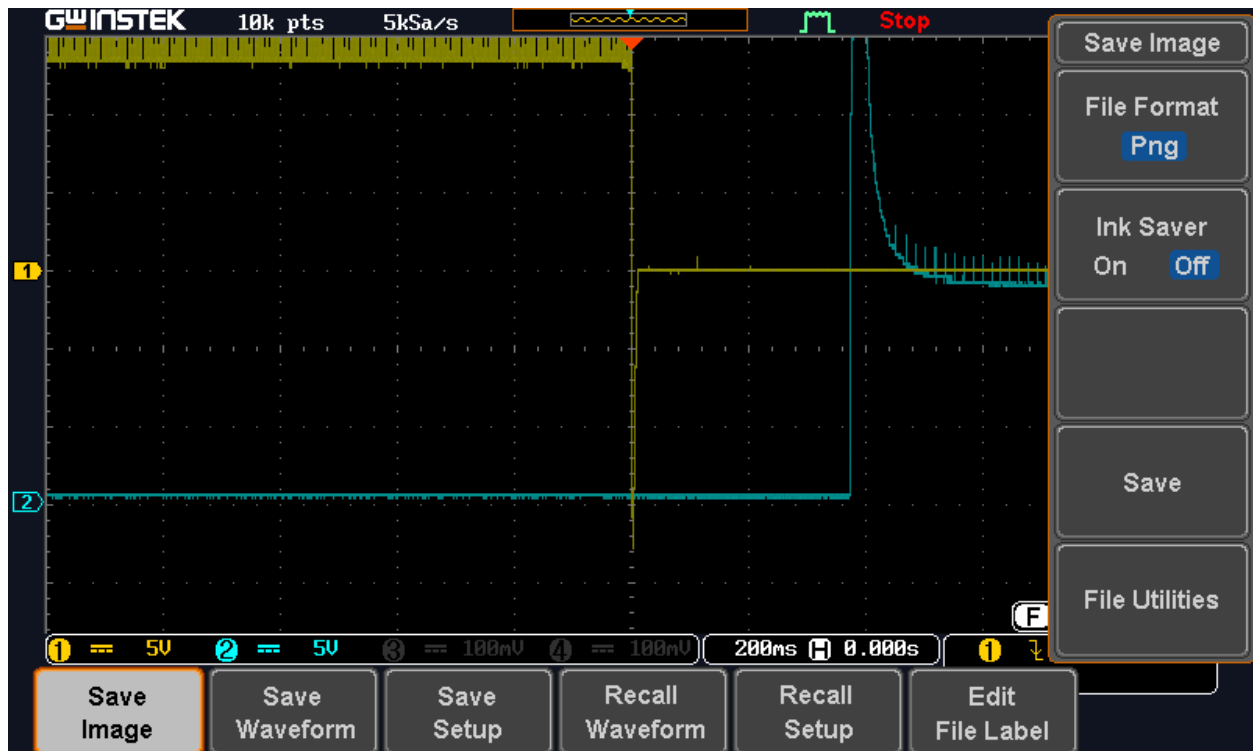 GWINSTEK 10k pts 5kSa/s Stop
Save Image
File Format
Png
Ink Saver
On Off
Save
File Utilities
1
2
F
1 5V 2 5V 3 100mV 4 100mV 200ms H 0.000s 1
Save Image
Save Waveform
Save Setup
Recall Waveform
Recall Setup
Edit File Label